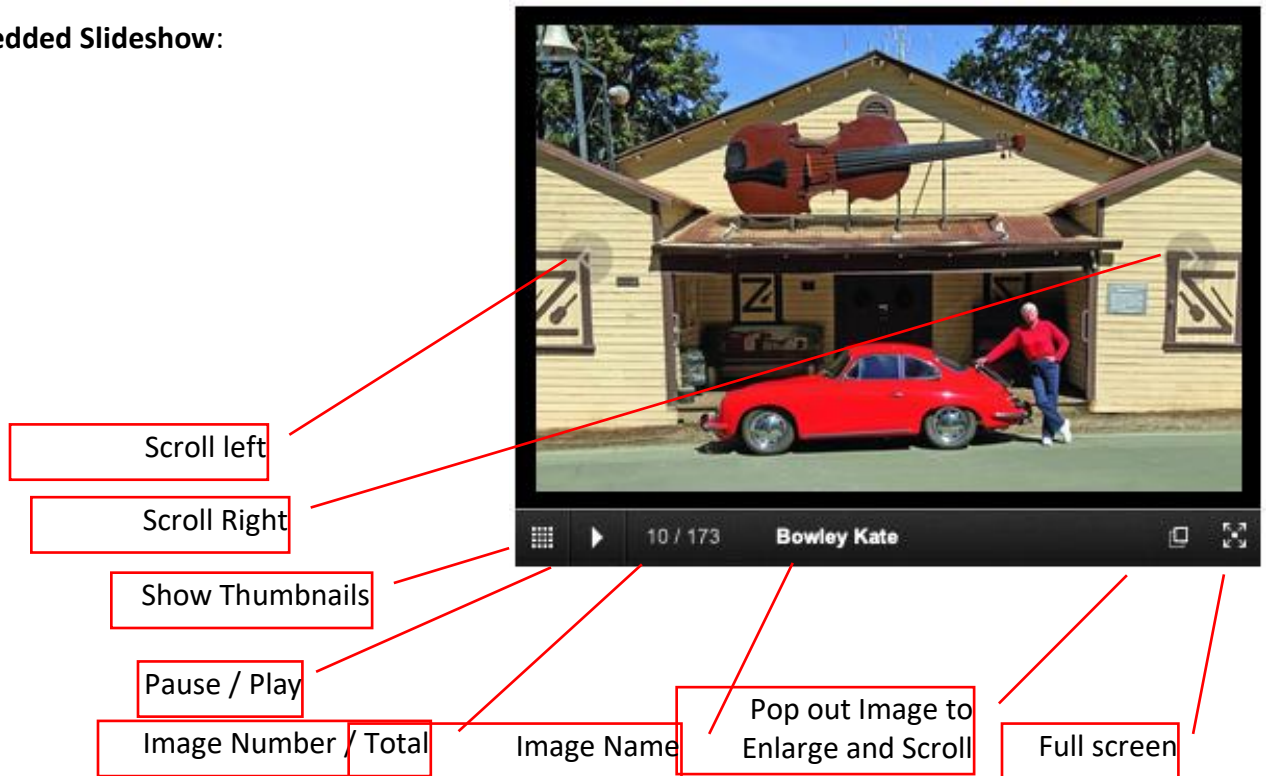 edded Slideshow:
10 / 173 Bowley Kate
Scroll left
Scroll Right
Show Thumbnails
Pause / Play
Image Number / Total
Image Name
Pop out Image to
Enlarge and Scroll
Full screen